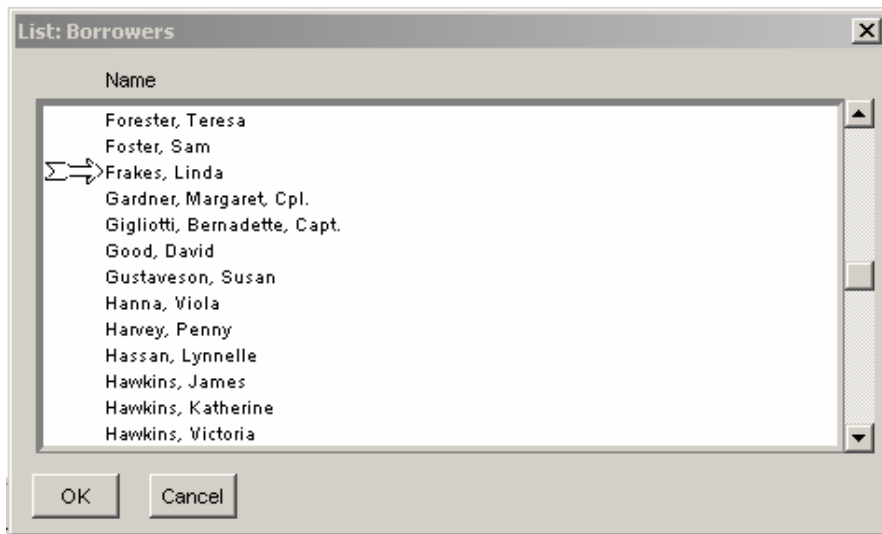 List: Borrowers
Name
Forester, Teresa
Foster, Sam
Frakes, Linda
Gardner, Margaret, Cpl.
Gigliotti, Bernadette, Capt.
Good, David
Gustaveson, Susan
Hanna, Viola
Harvey, Penny
Hassan, Lynnelle
Hawkins, James
Hawkins, Katherine
Hawkins, Victoria
OK Cancel